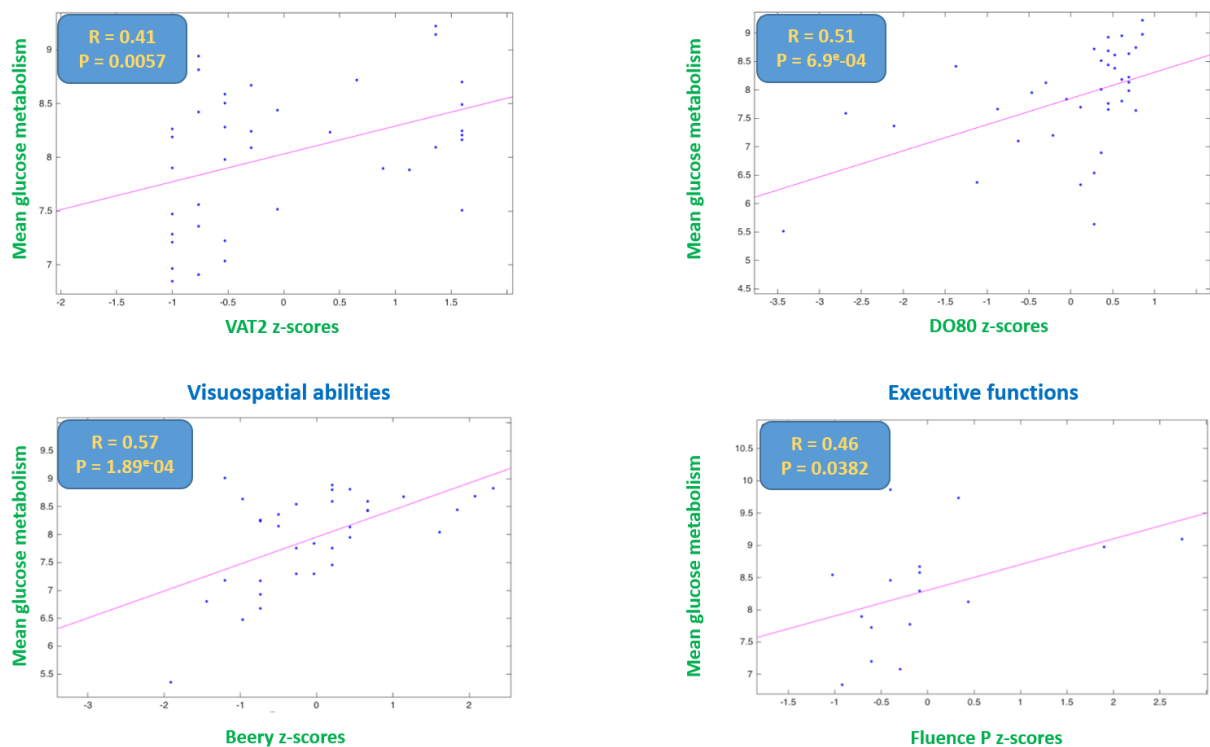 R = 0.41
P = 0.0057
Mean glucose metabolism
9
8.5
8
7.5
7
-2 -1.5 -1 -0.5 0 0.5 1 1.5
VAT2 z-scores
R = 0.51
P = 6.9e-04
Mean glucose metabolism
9
8.5
8
7.5
7
6.5
6
5.5
5
4.5
-3.5 -3 -2.5 -2 -1.5 -1 -0.5 0 0.5 1
DO80 z-scores
Visuospatial abilities
R = 0.57
P = 1.89e-04
Mean glucose metabolism
9.5
9
8.5
8
7.5
7
6.5
6
5.5
-3 -2 -1 0 1 2
Beery z-scores
Executive functions
R = 0.46
P = 0.0382
Mean glucose metabolism
10.5
10
9.5
9
8.5
8
7.5
7
-1.5 -1 -0.5 0 0.5 1 1.5 2 2.5
Fluence P z-scores